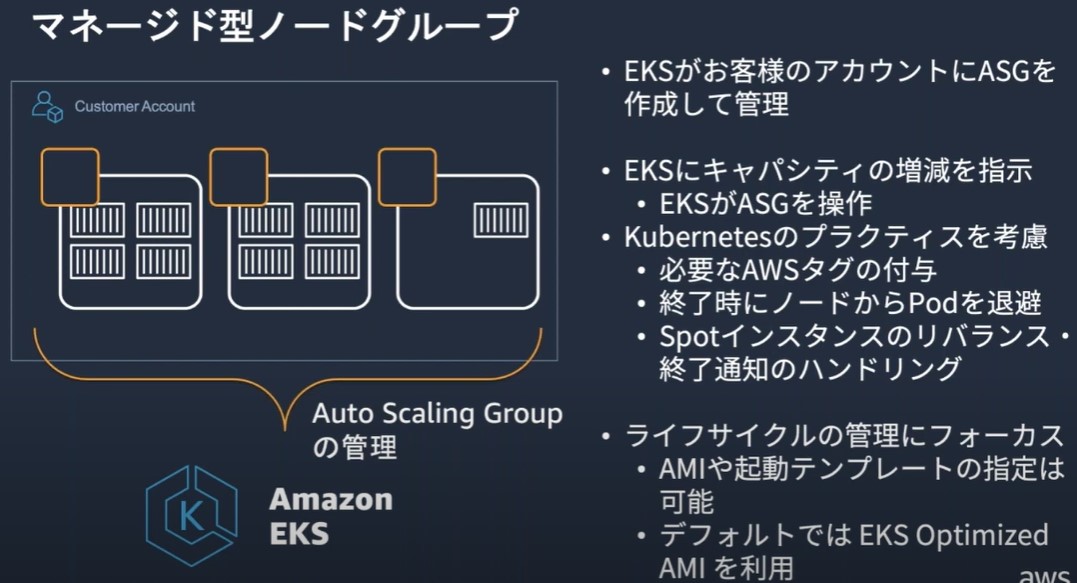 マネージド型ノードグループ
Customer Account
Auto Scaling Group
の管理
K
Amazon
EKS
• EKSがお客様のアカウントにASGを
作成して管理
• EKSにキャパシティの増減を指示
• EKSがASGを操作
• Kubernetesのプラクティスを考慮
• 必要なAWSタグの付与
• 終了時にノードからPodを退避
• Spotインスタンスのリバランス・
終了通知のハンドリング
• ライフサイクルの管理にフォーカス
• AMIや起動テンプレートの指定は
可能
• デフォルトでは EKS Optimized
AMI を利用
aws